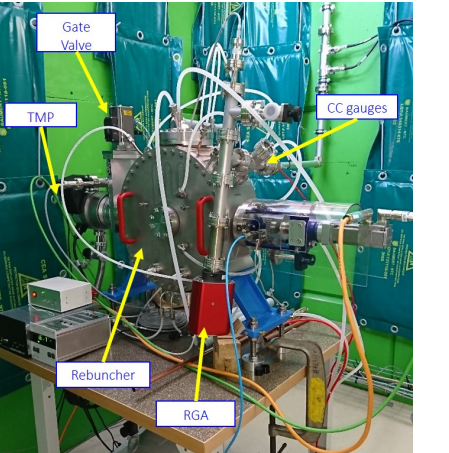 Gate
Valve
CC gauges
TMP
Rebuncher
RGA